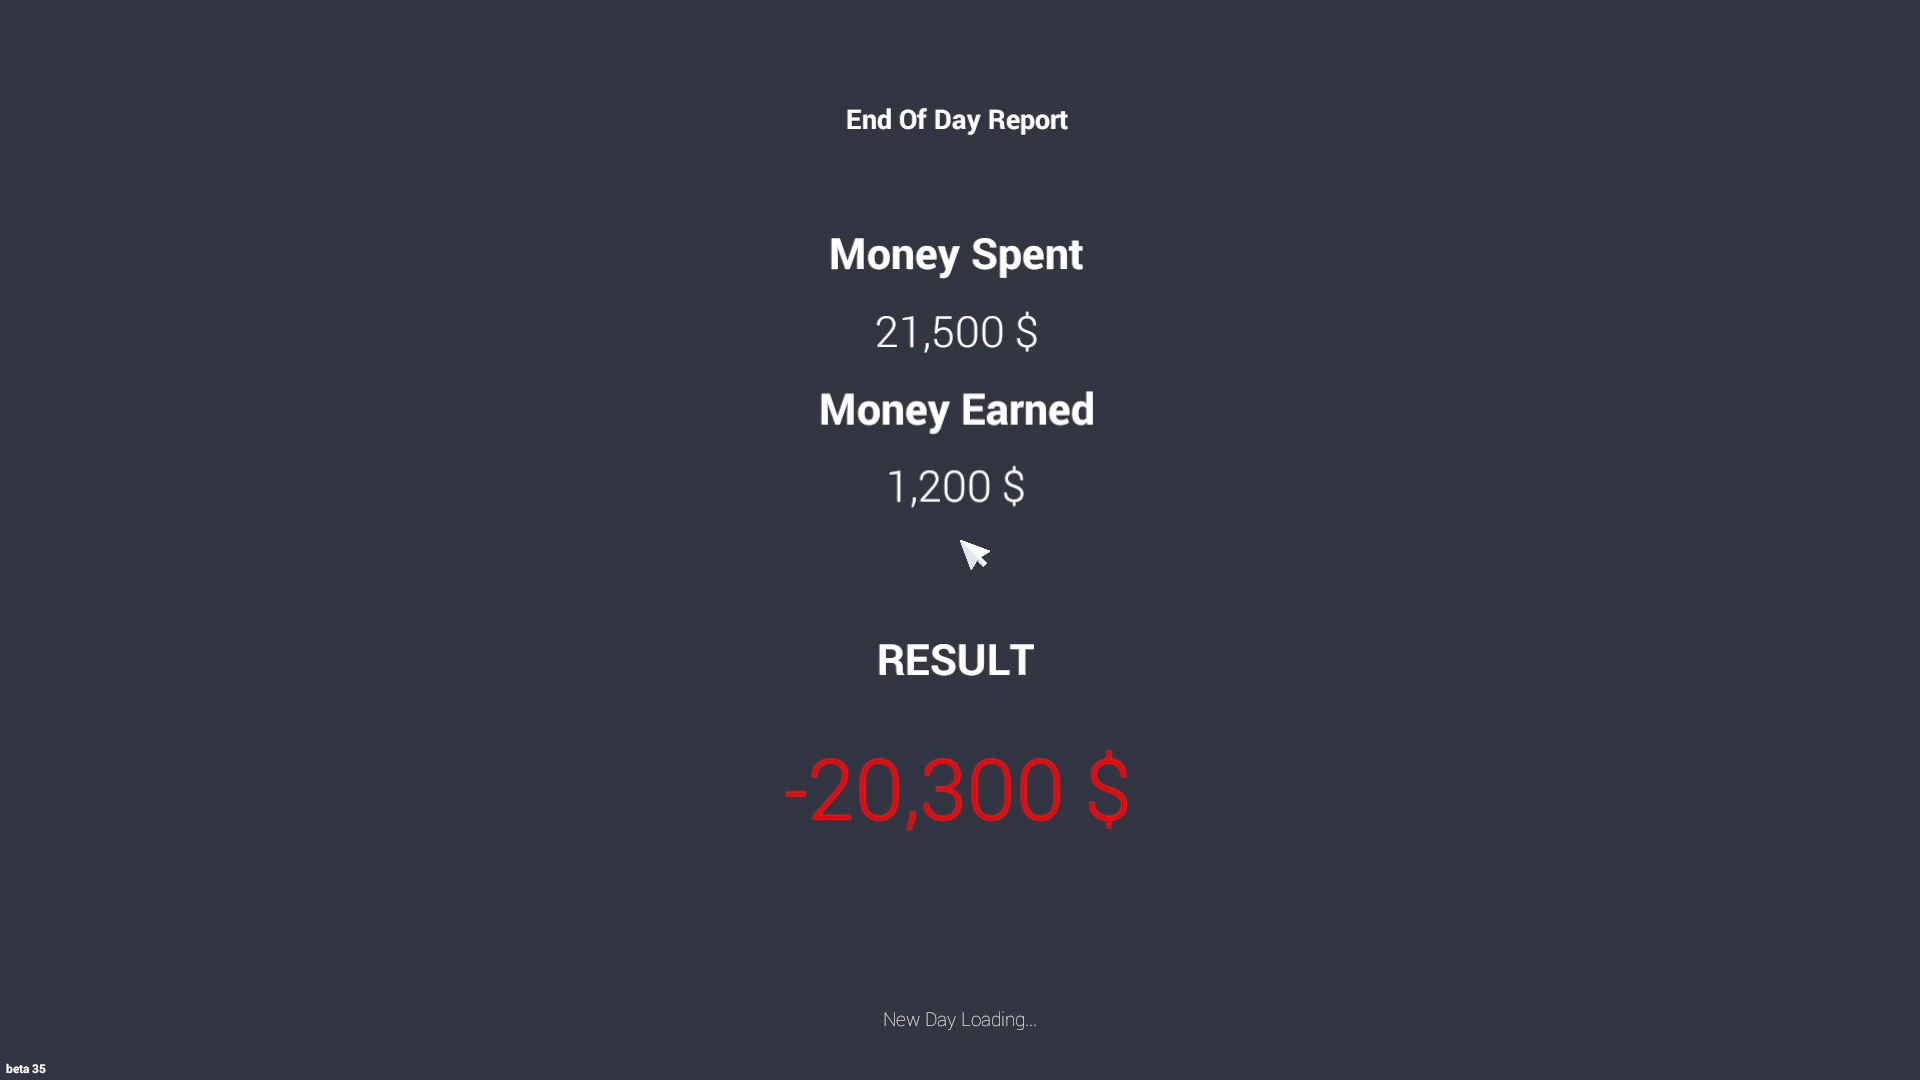 End Of Day Report
Money Spent
21,500 $
Money Earned
1,200 $
RESULT
-20,300 $
New Day Loading...
beta 35